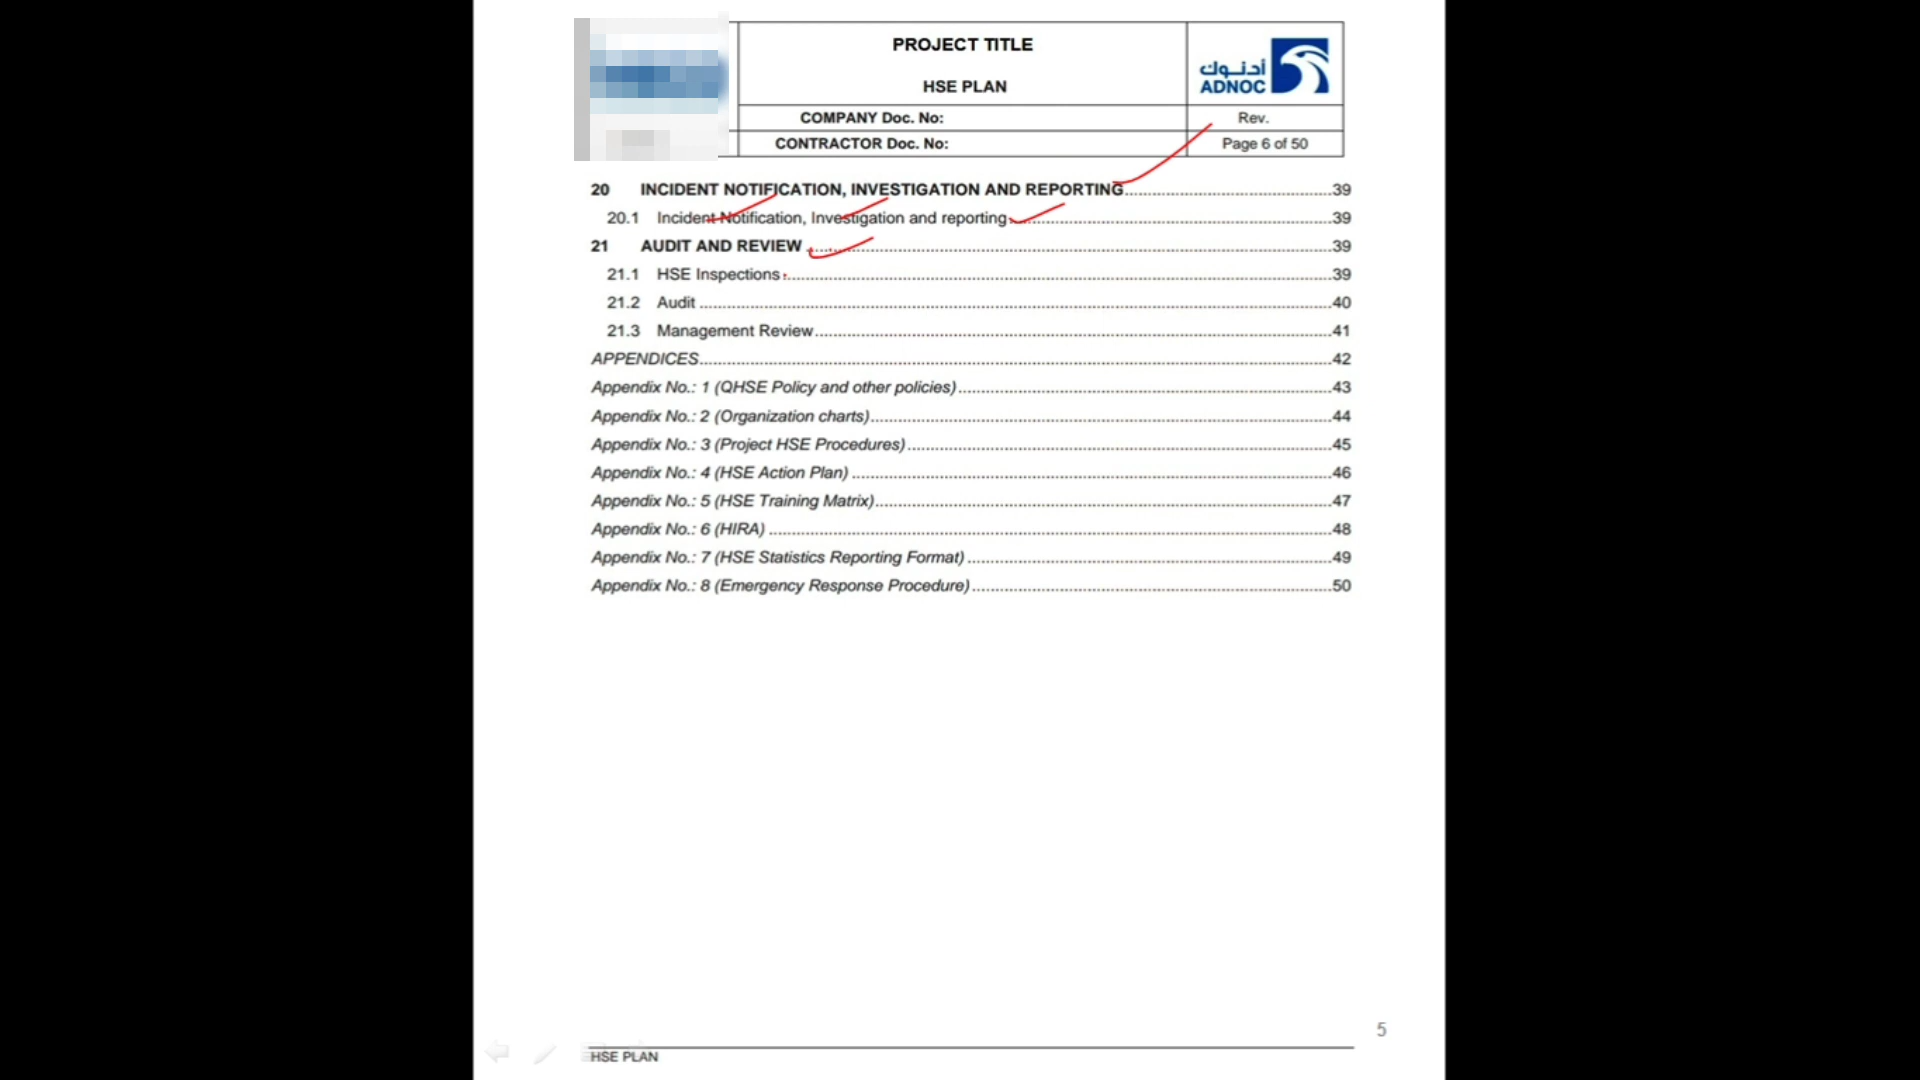 PROJECT TITLE
HSE PLAN
أدنوك
ADNOC
COMPANY Doc. No:
Rev.
CONTRACTOR Doc. No:
Page 6 of 50
20 INCIDENT NOTIFICATION, INVESTIGATION AND REPORTING 39
20.1 Incident Notification, Investigation and reporting 39
21 AUDIT AND REVIEW 39
21.1 HSE Inspections 39
21.2 Audit 40
21.3 Management Review 41
APPENDICES 42
Appendix No.: 1 (QHSE Policy and other policies) 43
Appendix No.: 2 (Organization charts) 44
Appendix No.: 3 (Project HSE Procedures) 45
Appendix No.: 4 (HSE Action Plan) 46
Appendix No.: 5 (HSE Training Matrix) 47
Appendix No.: 6 (HIRA) 48
Appendix No.: 7 (HSE Statistics Reporting Format) 49
Appendix No.: 8 (Emergency Response Procedure) 50
5
HSE PLAN